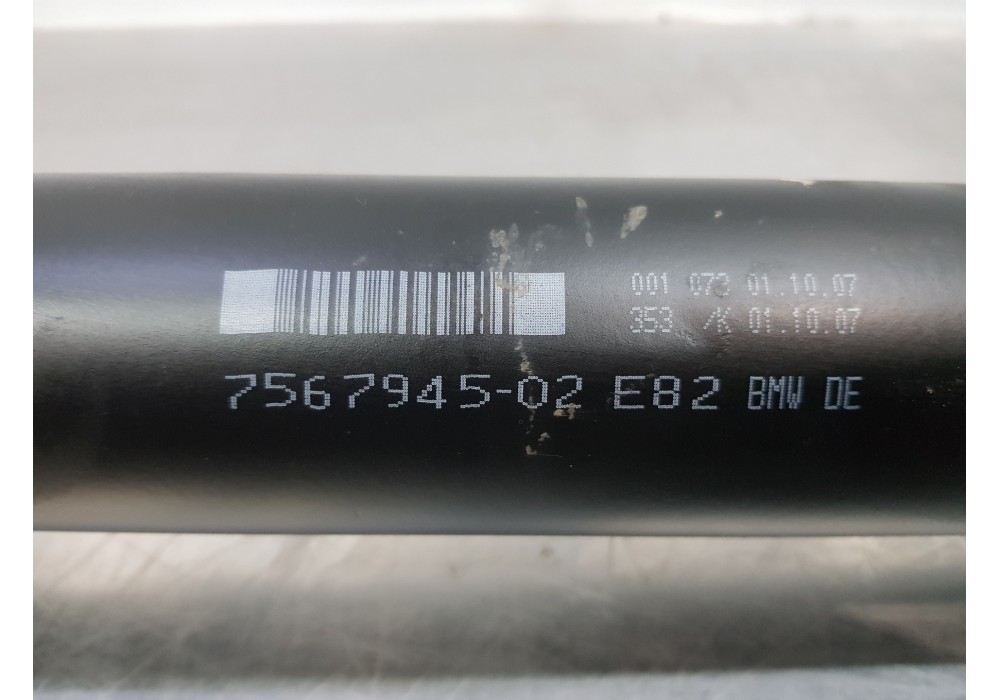 001 072 01.10.07
353 /K 01.10.07
7567945-02 E82 BMW DE